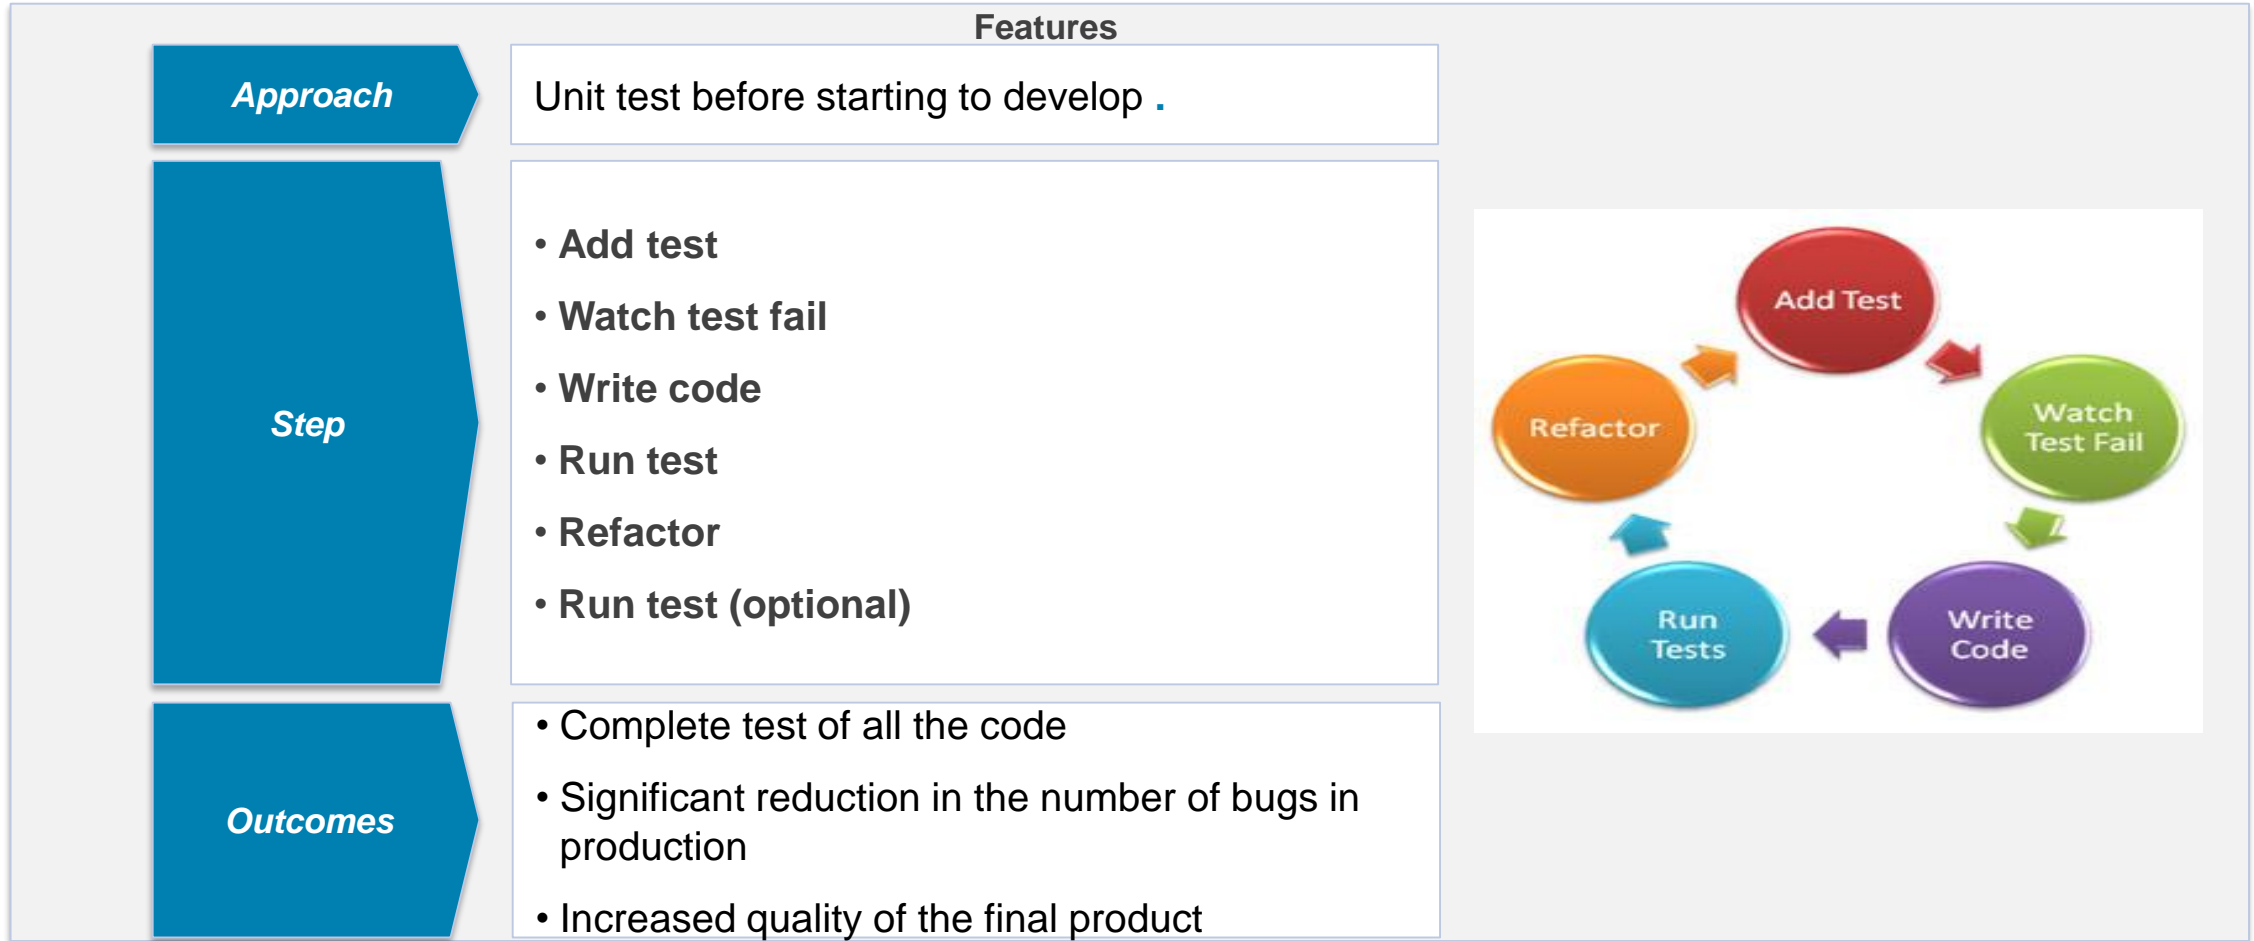 Features
Approach
Unit test before starting to develop .
Step
• Add test
• Watch test fail
• Write code
• Run test
• Refactor
• Run test (optional)
Add Test
Watch
Test Fail
Write
Code
Run
Tests
Refactor
Outcomes
• Complete test of all the code
• Significant reduction in the number of bugs in
production
• Increased quality of the final product